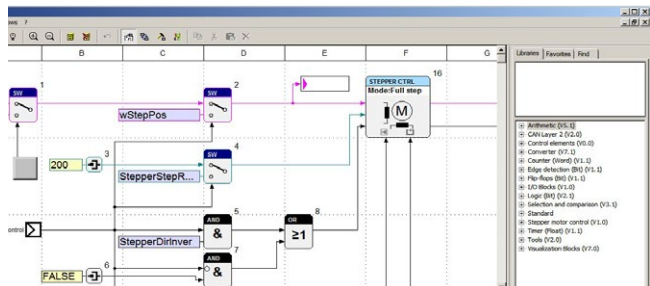 B C D E F G
Libraries Favorites Find
1
SW
2
SW
16
STEPPER CTRL
Mode:Full step
M
wStepPos
3
200
4
SW
StepperStepR...
5
AND
&
8
OR
≥1
StepperDirInver
7
AND
&
6
FALSE
Arithmetic (V5.1)
CAN Layer 2 (V2.0)
Control elements (V0.0)
Converter (V7.1)
Counter (Word) (V1.1)
Edge detection (Bit) (V1.1)
Flip-flops (Bit) (V1.1)
I/O Blocks (V1.0)
Logic (Bit) (V2.1)
Selection and comparison (V3.1)
Standard
Stepper motor control (V1.0)
Timer (Float) (V1.1)
Tools (V2.0)
Visualization Blocks (V7.0)